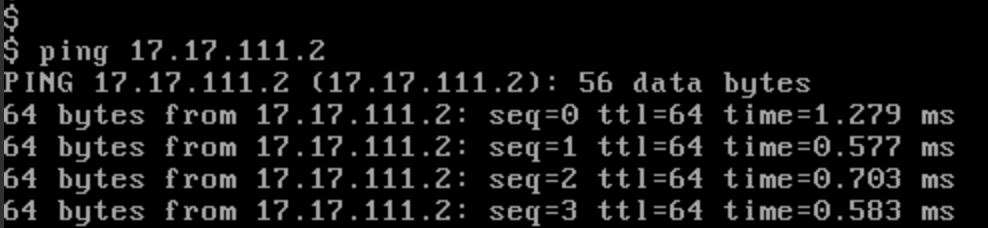 $
$ ping 17.17.111.2
PING 17.17.111.2 (17.17.111.2): 56 data bytes
64 bytes from 17.17.111.2: seq=0 ttl=64 time=1.279 ms
64 bytes from 17.17.111.2: seq=1 ttl=64 time=0.577 ms
64 bytes from 17.17.111.2: seq=2 ttl=64 time=0.703 ms
64 bytes from 17.17.111.2: seq=3 ttl=64 time=0.583 ms